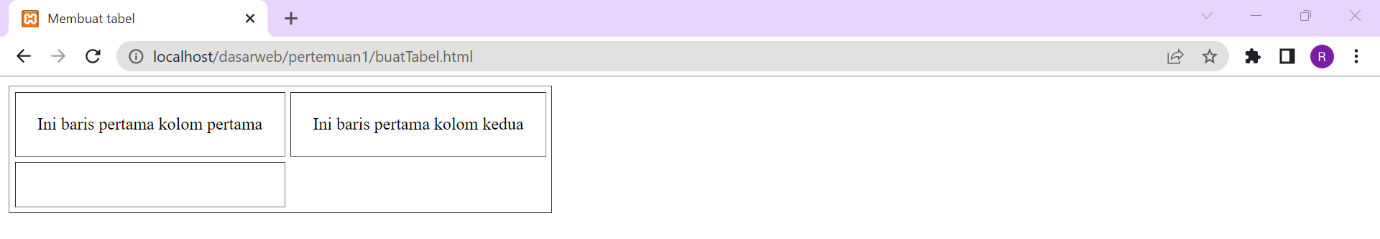 Membuat tabel
localhost/dasarweb/pertemuan1/buatTabel.html
R
Ini baris pertama kolom pertama
Ini baris pertama kolom kedua